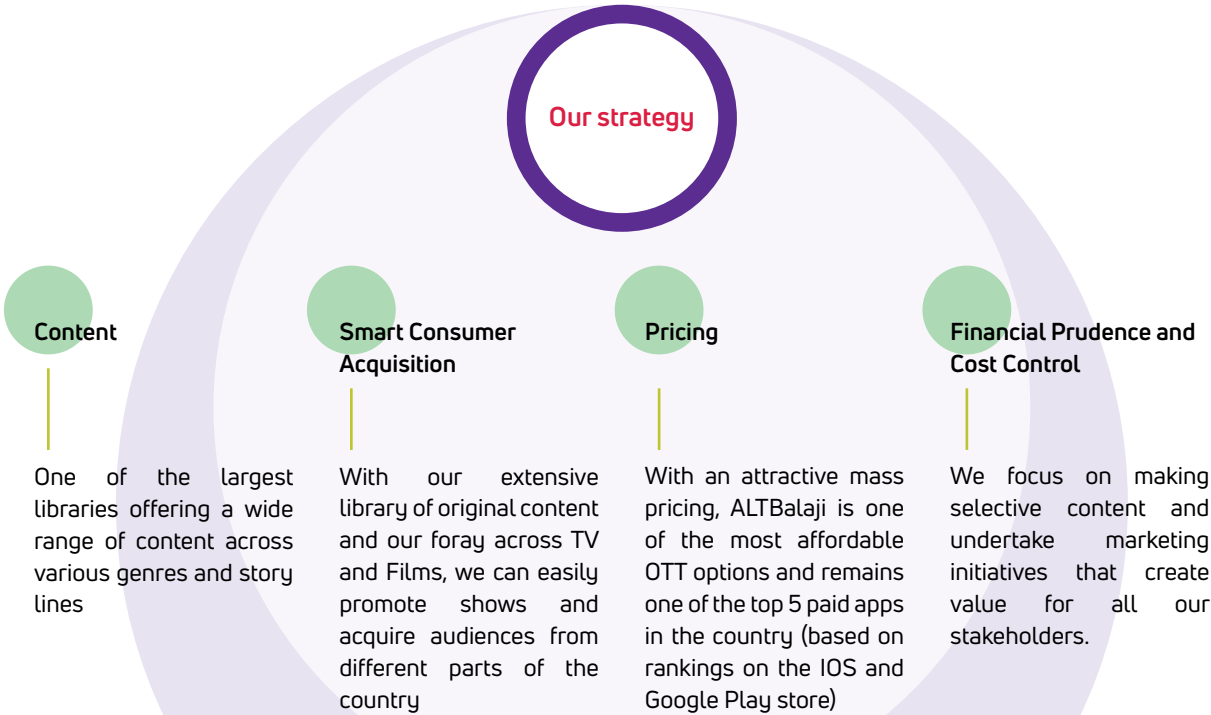 Our strategy
Content
One of the largest
libraries offering a wide
range of content across
various genres and story
lines
Smart Consumer
Acquisition
With our extensive
library of original content
and our foray across TV
and Films, we can easily
promote shows and
acquire audiences from
different parts of the
country
Pricing
With an attractive mass
pricing, ALTBalaji is one
of the most affordable
OTT options and remains
one of the top 5 paid apps
in the country (based on
rankings on the IOS and
Google Play store)
Financial Prudence and
Cost Control
We focus on making
selective content and
undertake marketing
initiatives that create
value for all our
stakeholders.